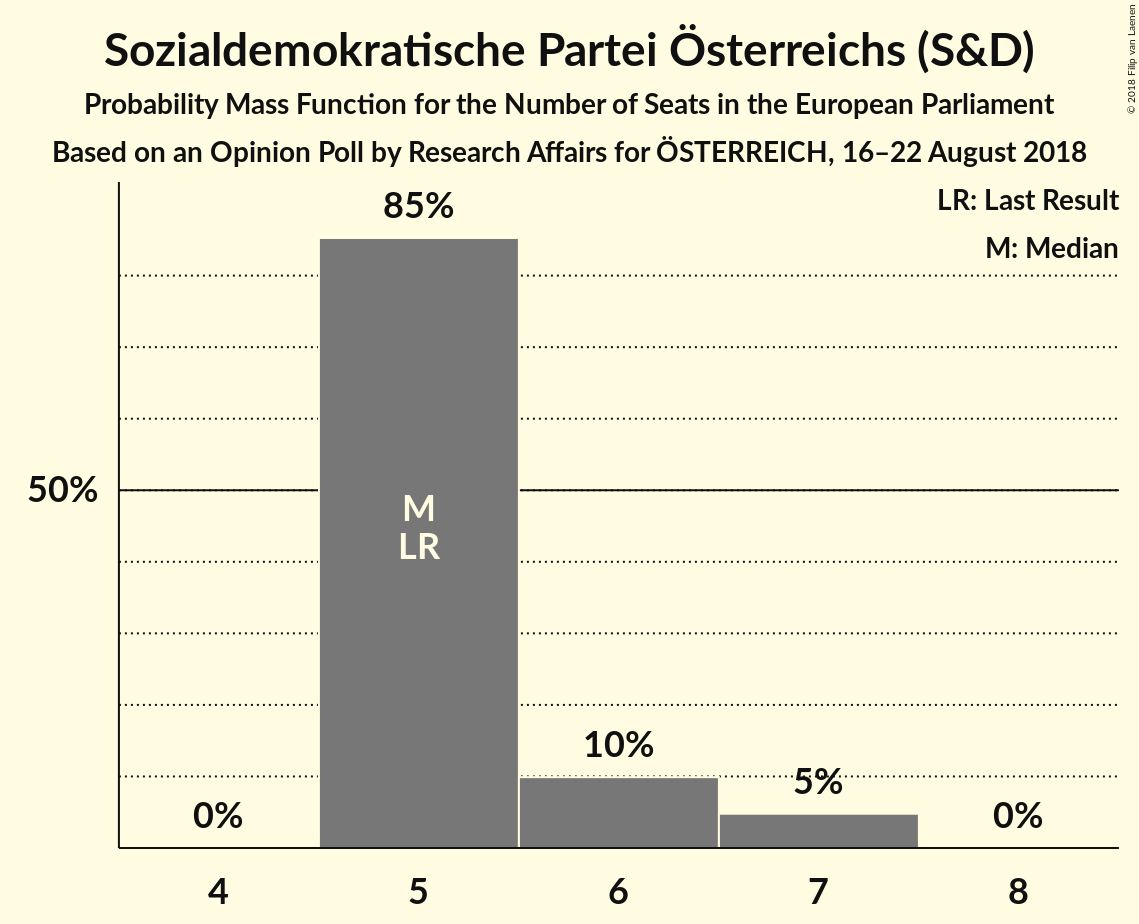 Sozialdemokratische Partei Österreichs (S&D)
Probability Mass Function for the Number of Seats in the European Parliament
Based on an Opinion Poll by Research Affairs for ÖSTERREICH, 16–22 August 2018
© 2018 Filip van Laenen
LR: Last Result
M: Median
85%
50%
M
LR
10%
5%
0%
0%
4
5
6
7
8